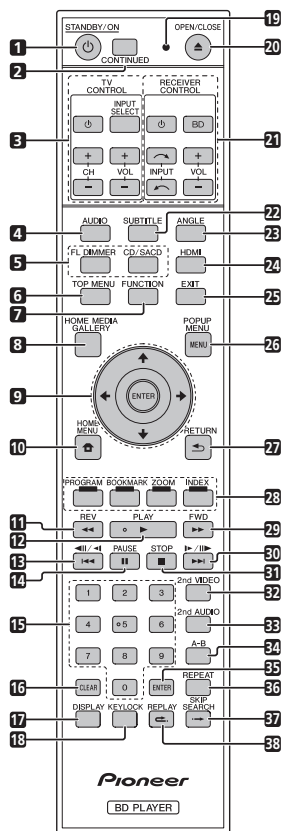 STANDBY/ON
19
OPEN/CLOSE
1
20
2
CONTINUED
TV CONTROL
RECEIVER CONTROL
INPUT SELECT
3
BD
21
+ + +
CH VOL INPUT VOL
− − −
AUDIO
SUBTITLE
22
ANGLE
4
23
5
FL DIMMER
CD/SACD
HDMI
24
6
TOP MENU
FUNCTION
EXIT
7
25
HOME MEDIA GALLERY
POPUP MENU
8
MENU
26
9
ENTER
HOME MENU
RETURN
10
27
PROGRAM BOOKMARK ZOOM INDEX
28
11
REV
PLAY
FWD
29
12
13
PAUSE
STOP
30
14
31
2nd VIDEO
1 2 3
32
2nd AUDIO
15
4 5 6
33
A-B
7 8 9
34
35
REPEAT
16
CLEAR
0
ENTER
36
17
DISPLAY
KEYLOCK
REPLAY
SKIP SEARCH
37
18
38
Pioneer
BD PLAYER